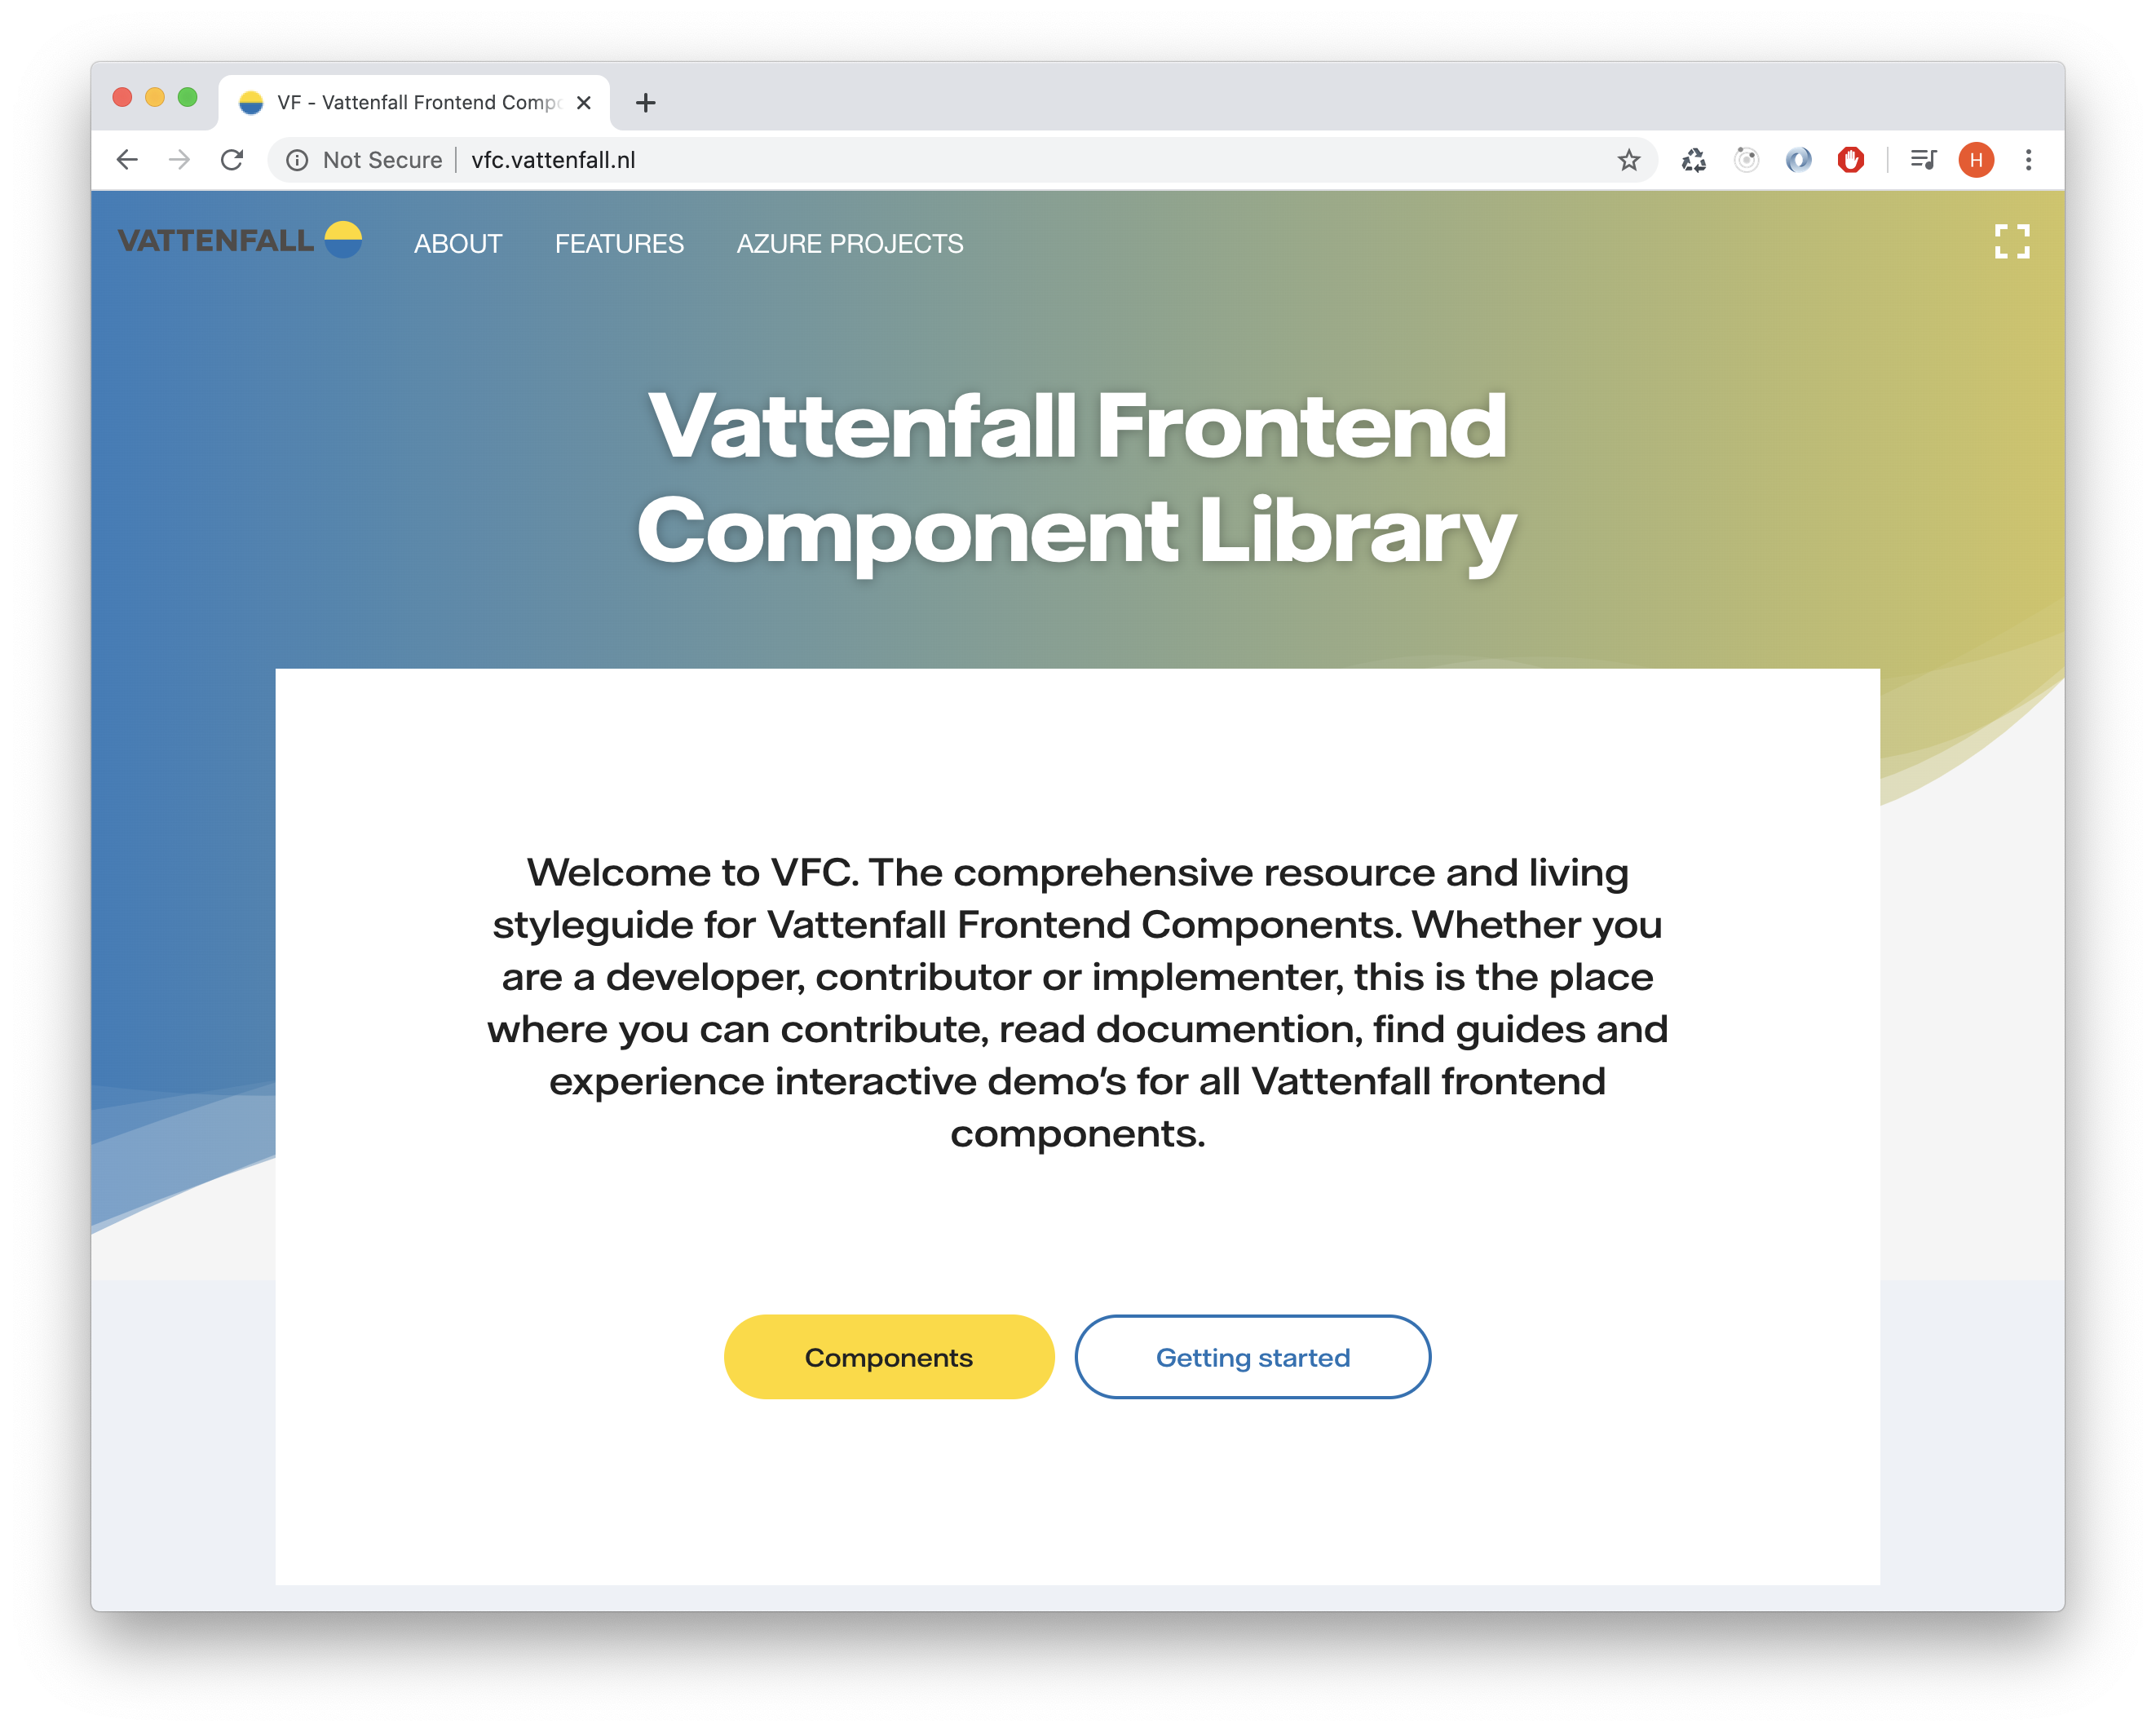 VF - Vattenfall Frontend Comp
Not Secure
vfc.vattenfall.nl
H
VATTENFALL
ABOUT
FEATURES
AZURE PROJECTS
Vattenfall Frontend
Component Library
Welcome to VFC. The comprehensive resource and living
styleguide for Vattenfall Frontend Components. Whether you
are a developer, contributor or implementer, this is the place
where you can contribute, read documention, find guides and
experience interactive demo's for all Vattenfall frontend
components.
Components
Getting started